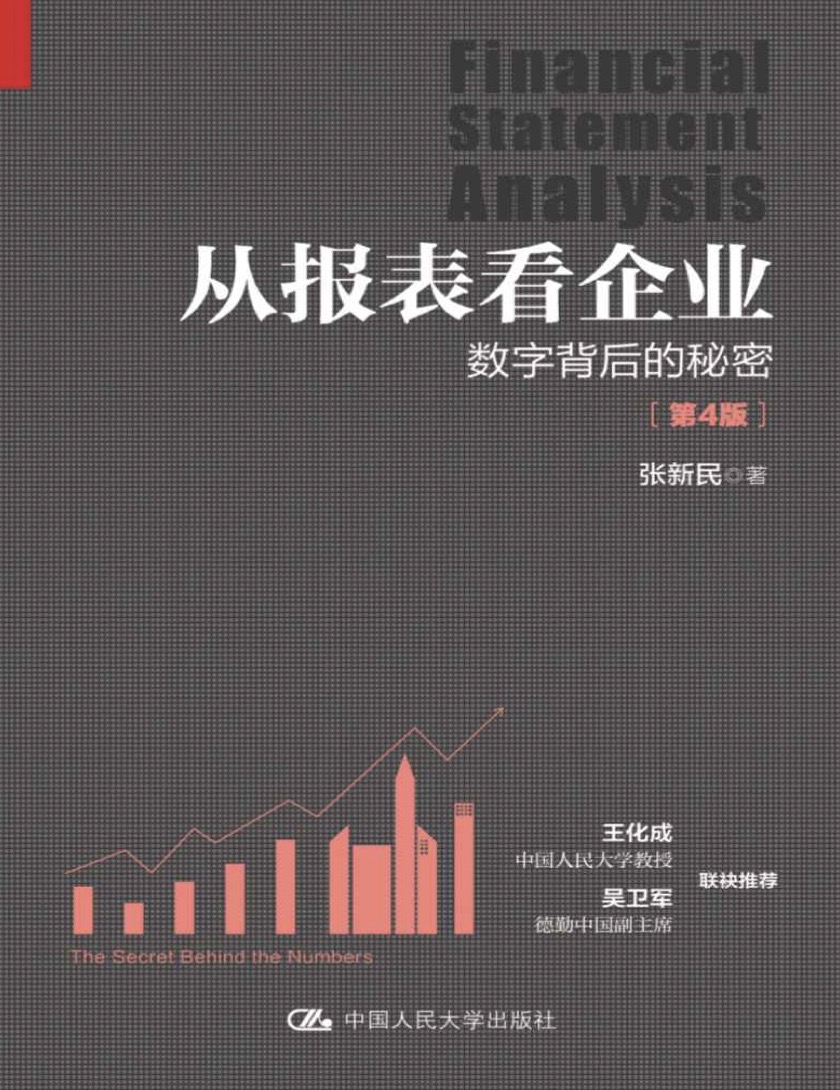 Financial
Statement
Analysis
从报表看企业
数字背后的秘密
[ 第4版 ]
张新民◎著
王化成
中国人民大学教授
联袂推荐
吴卫军
德勤中国副主席
The Secret Behind the Numbers
中国人民大学出版社